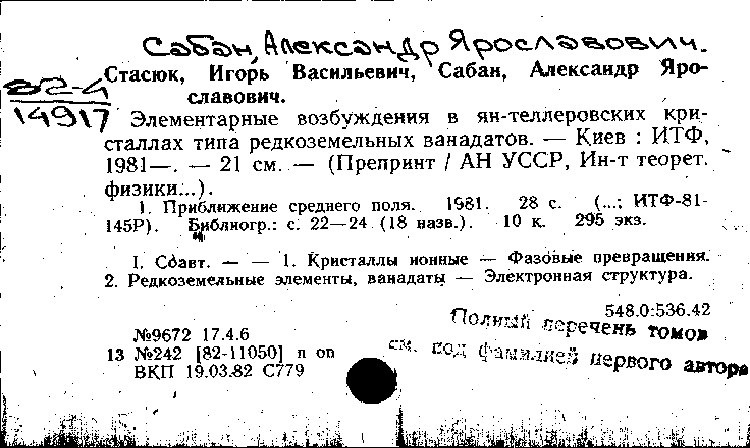 Сабан, Александр Ярославович.
Стасюк, Игорь Васильевич, Сабан, Александр Яро-
славович.
82-4
14917
Элементарные возбуждения в ян-теллеровских кри-
сталлах типа редкоземельных ванадатов. — Киев : ИТФ,
1981—. — 21 см. — (Препринт / АН УССР, Ин-т теорет.
физики...).
1. Приближение среднего поля. 1981. 28 с. (...; ИТФ-81-
145Р). Библиогр.: с. 22—24 (18 назв.). 10 к. 295 экз.
I. Соавт. — — 1. Кристаллы ионные — Фазовые превращения.
2. Редкоземельные элементы, ванадаты — Электронная структура.
548.0:536.42
Полный перечень томов
см. под фамилией первого автора
№9672 17.4.6
13 №242 [82-11050] п оп
ВКП 19.03.82 С779